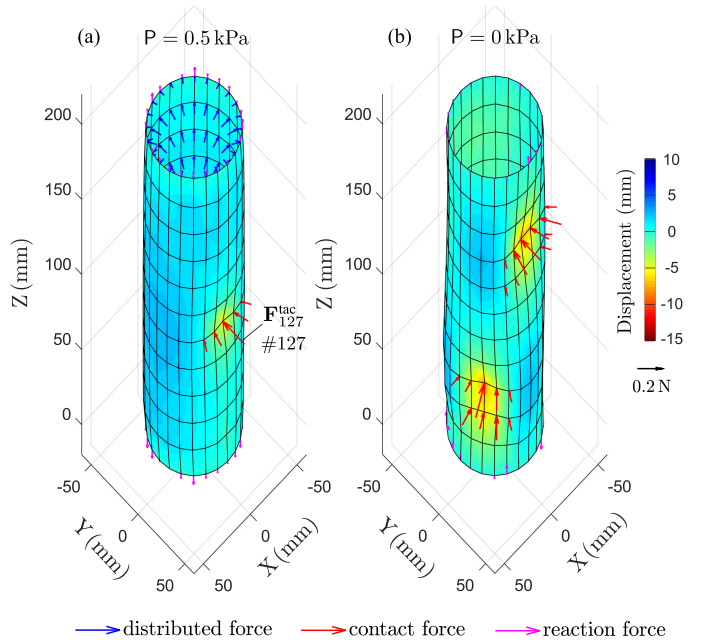 (a) P = 0.5 kPa
(b) P = 0 kPa
200
150
100
50
0
Z (mm)
-50
0
50
Y (mm)
50
0
-50
X (mm)
F^tac_127
#127
200
150
100
50
0
Z (mm)
-50
0
50
Y (mm)
50
0
-50
X (mm)
10
5
0
-5
-10
-15
Displacement (mm)
0.2 N
distributed force
contact force
reaction force